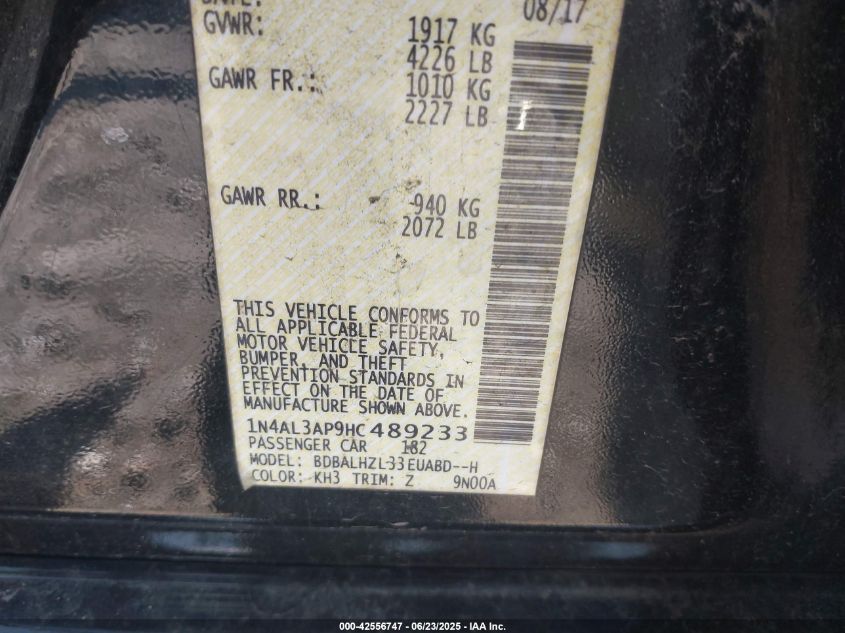 08/17
GVWR: 1917 KG
4226 LB
GAWR FR.: 1010 KG
2227 LB
GAWR RR.: 940 KG
2072 LB
THIS VEHICLE CONFORMS TO
ALL APPLICABLE FEDERAL
MOTOR VEHICLE SAFETY,
BUMPER, AND THEFT
PREVENTION STANDARDS IN
EFFECT ON THE DATE OF
MANUFACTURE SHOWN ABOVE.
1N4AL3AP9HC489233
PASSENGER CAR 182
MODEL: BDBALHZL33EUABD--H
COLOR: KH3 TRIM: Z 9N00A
000-42556747 - 06/23/2025 - IAA Inc.